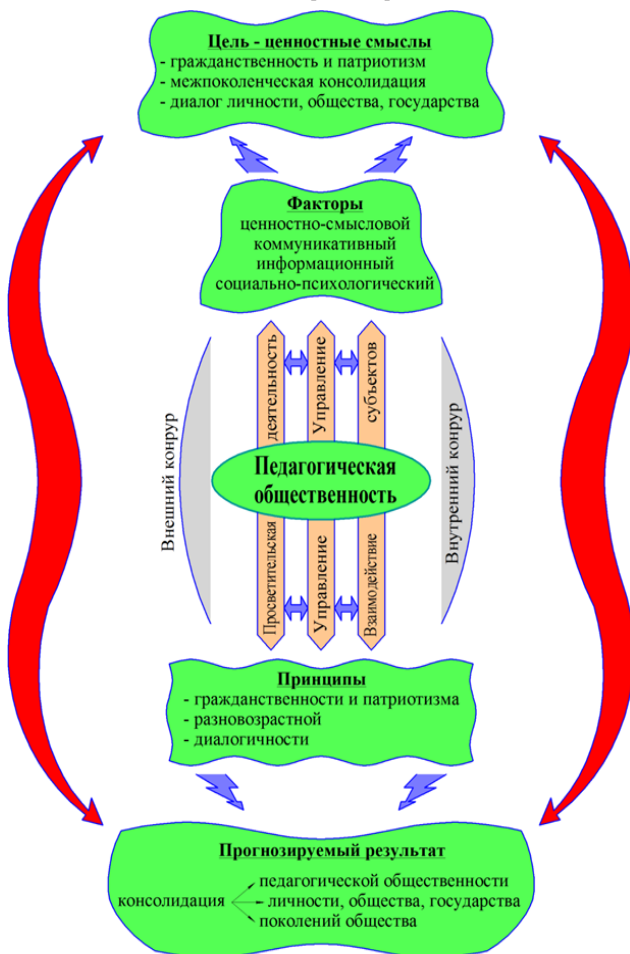 Цель - ценностные смыслы
- гражданственность и патриотизм
- межпоколенческая консолидация
- диалог личности, общества, государства
Факторы
ценностно-смысловой
коммуникативный
информационный
социально-психологический
деятельность
Управление
субъектов
Внешний конрур
Педагогическая
общественность
Внутренний конрур
Просветительская
Управление
Взаимодействие
Принципы
- гражданственности и патриотизма
- разновозрастной
- диалогичности
Прогнозируемый результат
педагогической общественности
консолидация личности, общества, государства
поколений общества